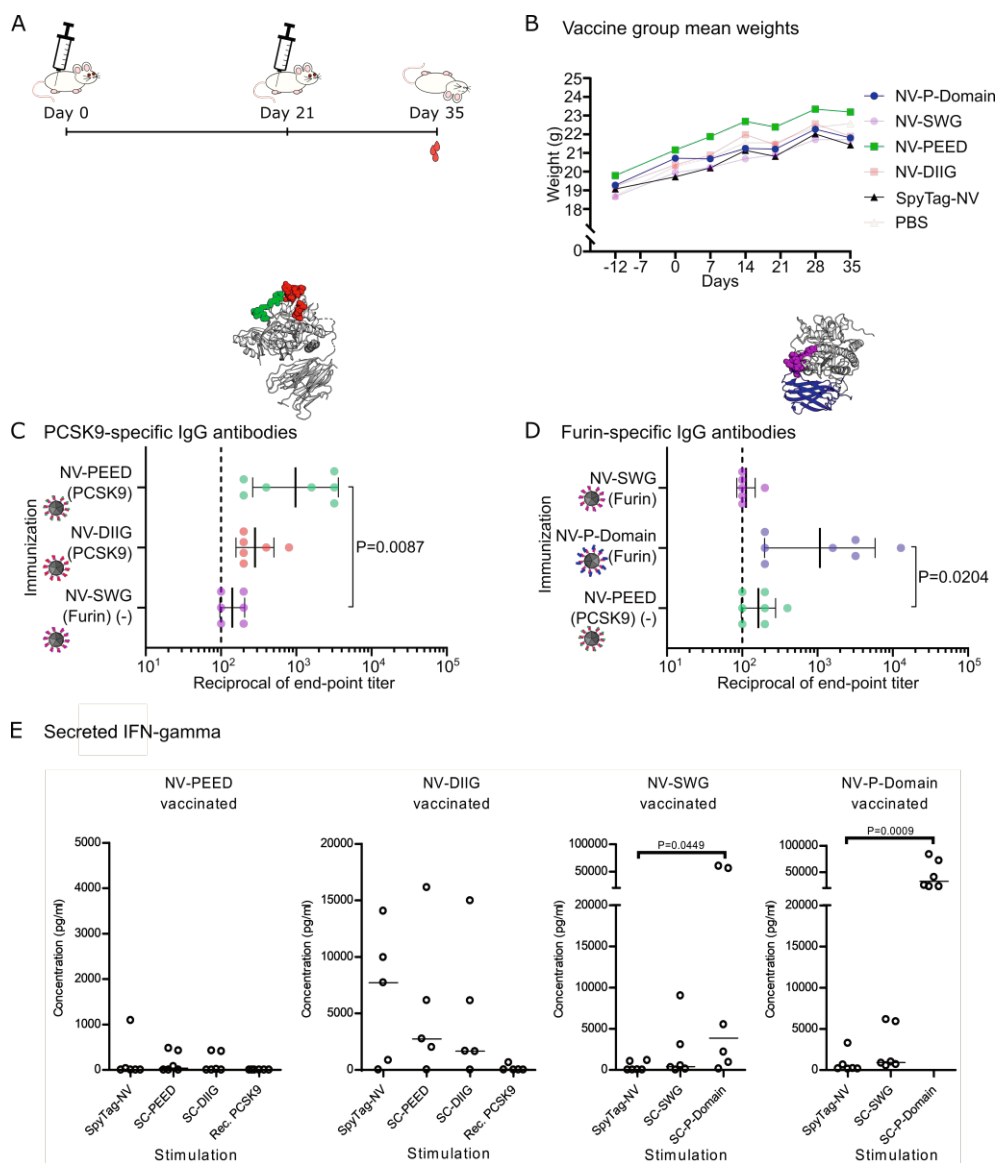 A
Day 0
Day 21
Day 35
B
Vaccine group mean weights
Weight (g)
25
24
23
22
21
20
19
18
0
-12
-7
0
7
14
21
28
35
Days
NV-P-Domain
NV-SWG
NV-PEED
NV-DIIG
SpyTag-NV
PBS
C
PCSK9-specific IgG antibodies
Immunization
NV-PEED
(PCSK9)
NV-DIIG
(PCSK9)
NV-SWG
(Furin) (-)
P=0.0087
10¹
10²
10³
10⁴
10⁵
Reciprocal of end-point titer
D
Furin-specific IgG antibodies
Immunization
NV-SWG
(Furin)
NV-P-Domain
(Furin)
NV-PEED
(PCSK9) (-)
P=0.0204
10¹
10²
10³
10⁴
10⁵
Reciprocal of end-point titer
E
Secreted IFN-gamma
NV-PEED
vaccinated
Concentration (pg/ml)
5000
4000
3000
2000
1000
0
SpyTag-NV
SC-PEED
SC-DIIG
Rec. PCSK9
Stimulation
NV-DIIG
vaccinated
Concentration (pg/ml)
20000
15000
10000
5000
0
SpyTag-NV
SC-PEED
SC-DIIG
Rec. PCSK9
Stimulation
NV-SWG
vaccinated
P=0.0449
Concentration (pg/ml)
100000
50000
20000
15000
10000
5000
0
SpyTag-NV
SC-SWG
SC-P-Domain
Stimulation
NV-P-Domain
vaccinated
P=0.0009
Concentration (pg/ml)
100000
50000
20000
15000
10000
5000
0
SpyTag-NV
SC-SWG
SC-P-Domain
Stimulation